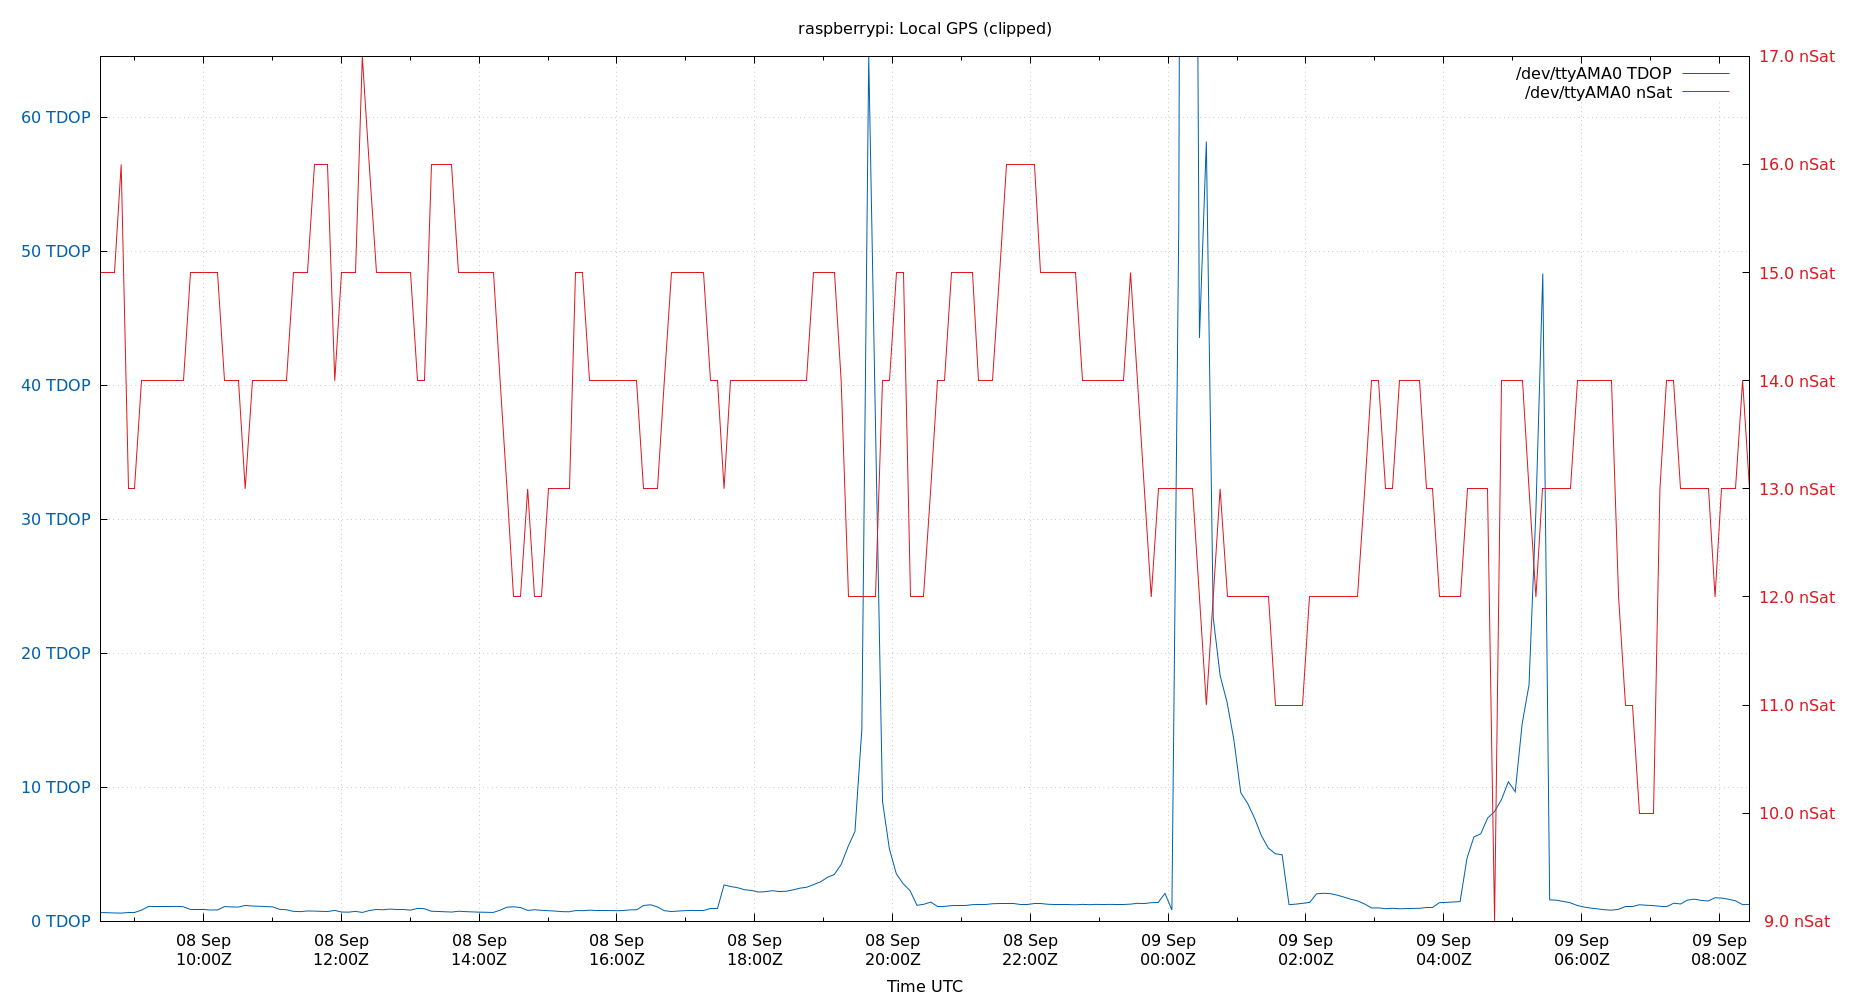 raspberrypi: Local GPS (clipped)
17.0 nSat
/dev/ttyAMA0 TDOP
/dev/ttyAMA0 nSat
60 TDOP
16.0 nSat
50 TDOP
15.0 nSat
40 TDOP
14.0 nSat
13.0 nSat
30 TDOP
12.0 nSat
20 TDOP
11.0 nSat
10 TDOP
10.0 nSat
0 TDOP
9.0 nSat
08 Sep 08 Sep 08 Sep 08 Sep 08 Sep 08 Sep 08 Sep 09 Sep 09 Sep 09 Sep 09 Sep 09 Sep
10:00Z 12:00Z 14:00Z 16:00Z 18:00Z 20:00Z 22:00Z 00:00Z 02:00Z 04:00Z 06:00Z 08:00Z
Time UTC